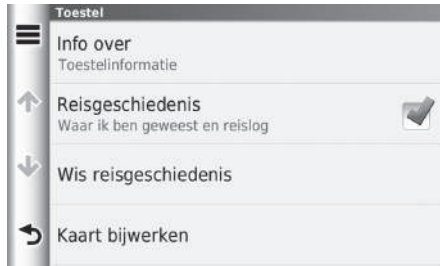 Toestel
Info over
Toestelinformatie
Reisgeschiedenis
Waar ik ben geweest en reislog
Wis reisgeschiedenis
Kaart bijwerken